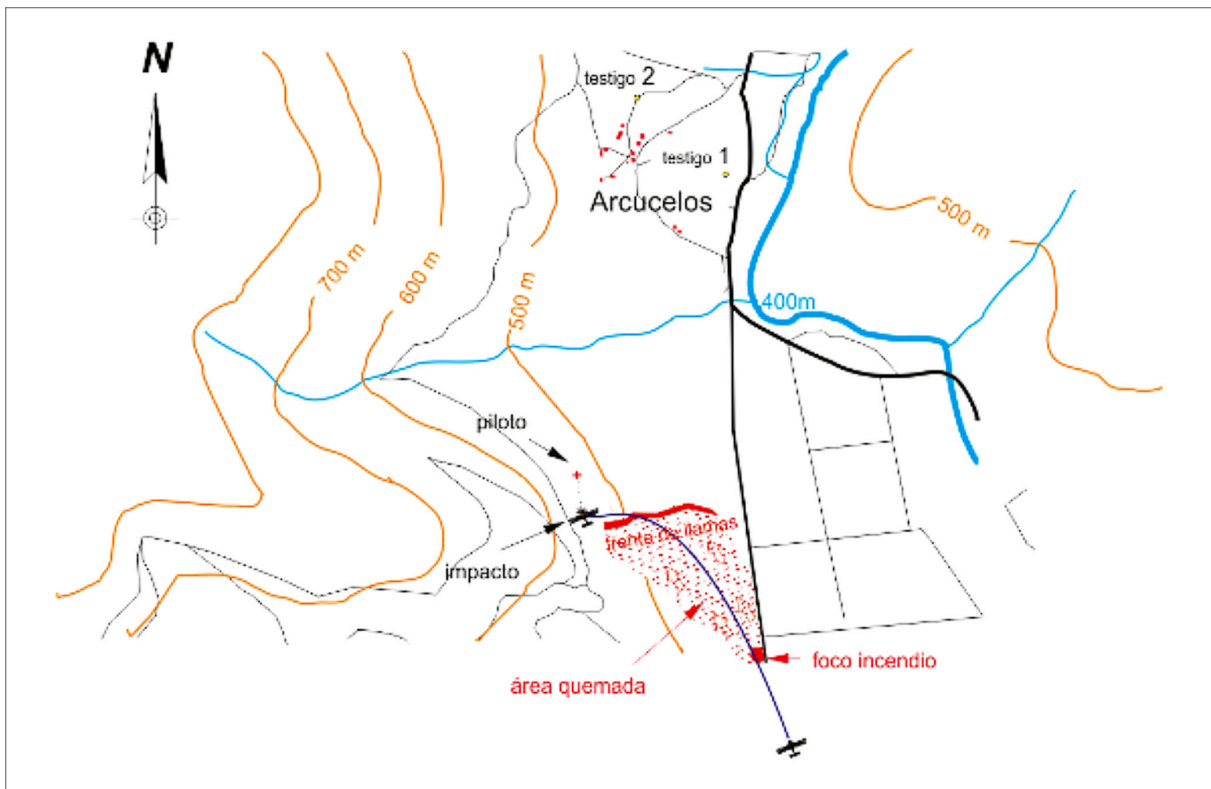 N
testigo 2
testigo 1
Arcucelos
500 m
700 m
600 m
500 m
400m
piloto
frente de llamas
impacto
foco incendio
área quemada